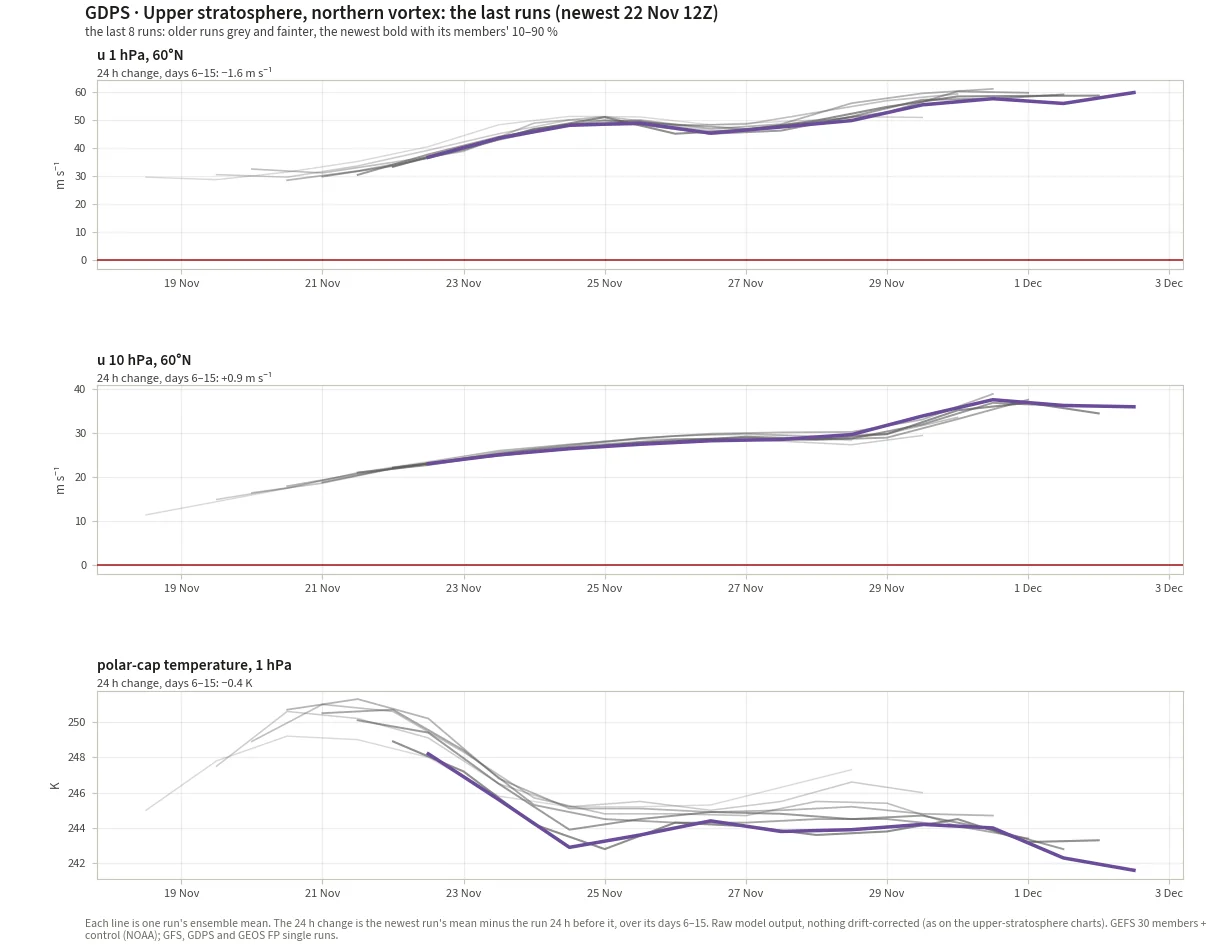 GDPS · Upper stratosphere, northern vortex: the last runs (newest 22 Nov 12Z)
the last 8 runs: older runs grey and fainter, the newest bold with its members' 10–90 %
u 1 hPa, 60°N
24 h change, days 6–15: −1.6 m s⁻¹
60
50
40
30
20
10
0
m s⁻¹
19 Nov 21 Nov 23 Nov 25 Nov 27 Nov 29 Nov 1 Dec 3 Dec
u 10 hPa, 60°N
24 h change, days 6–15: +0.9 m s⁻¹
40
30
20
10
0
m s⁻¹
19 Nov 21 Nov 23 Nov 25 Nov 27 Nov 29 Nov 1 Dec 3 Dec
polar-cap temperature, 1 hPa
24 h change, days 6–15: −0.4 K
250
248
246
244
242
K
19 Nov 21 Nov 23 Nov 25 Nov 27 Nov 29 Nov 1 Dec 3 Dec
Each line is one run's ensemble mean. The 24 h change is the newest run's mean minus the run 24 h before it, over its days 6–15. Raw model output, nothing drift-corrected (as on the upper-stratosphere charts). GEFS 30 members +
control (NOAA); GFS, GDPS and GEOS FP single runs.